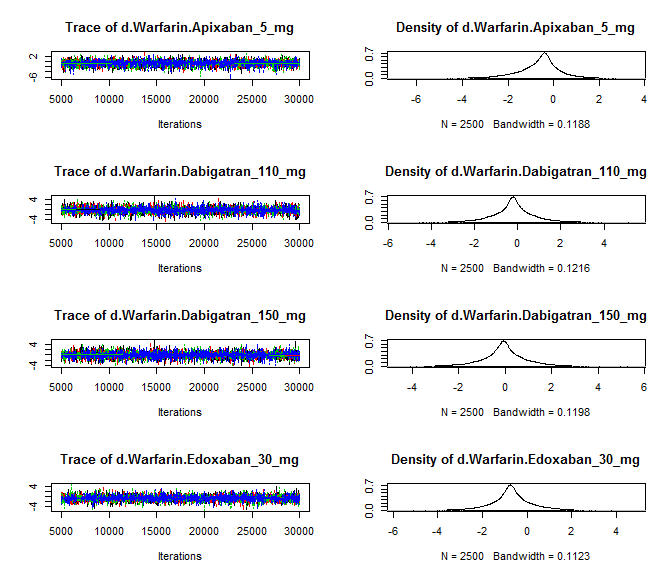 Trace of d.Warfarin.Apixaban_5_mg
-6 2
5000 10000 15000 20000 25000 30000
Iterations
Density of d.Warfarin.Apixaban_5_mg
0.0 0.7
-6 -4 -2 0 2 4
N = 2500 Bandwidth = 0.1188
Trace of d.Warfarin.Dabigatran_110_mg
-4 4
5000 10000 15000 20000 25000 30000
Iterations
Density of d.Warfarin.Dabigatran_110_mg
0.0 0.7
-6 -4 -2 0 2 4
N = 2500 Bandwidth = 0.1216
Trace of d.Warfarin.Dabigatran_150_mg
-4 4
5000 10000 15000 20000 25000 30000
Iterations
Density of d.Warfarin.Dabigatran_150_mg
0.0 0.7
-4 -2 0 2 4 6
N = 2500 Bandwidth = 0.1198
Trace of d.Warfarin.Edoxaban_30_mg
-4 4
5000 10000 15000 20000 25000 30000
Iterations
Density of d.Warfarin.Edoxaban_30_mg
0.0 0.7
-6 -4 -2 0 2 4
N = 2500 Bandwidth = 0.1123